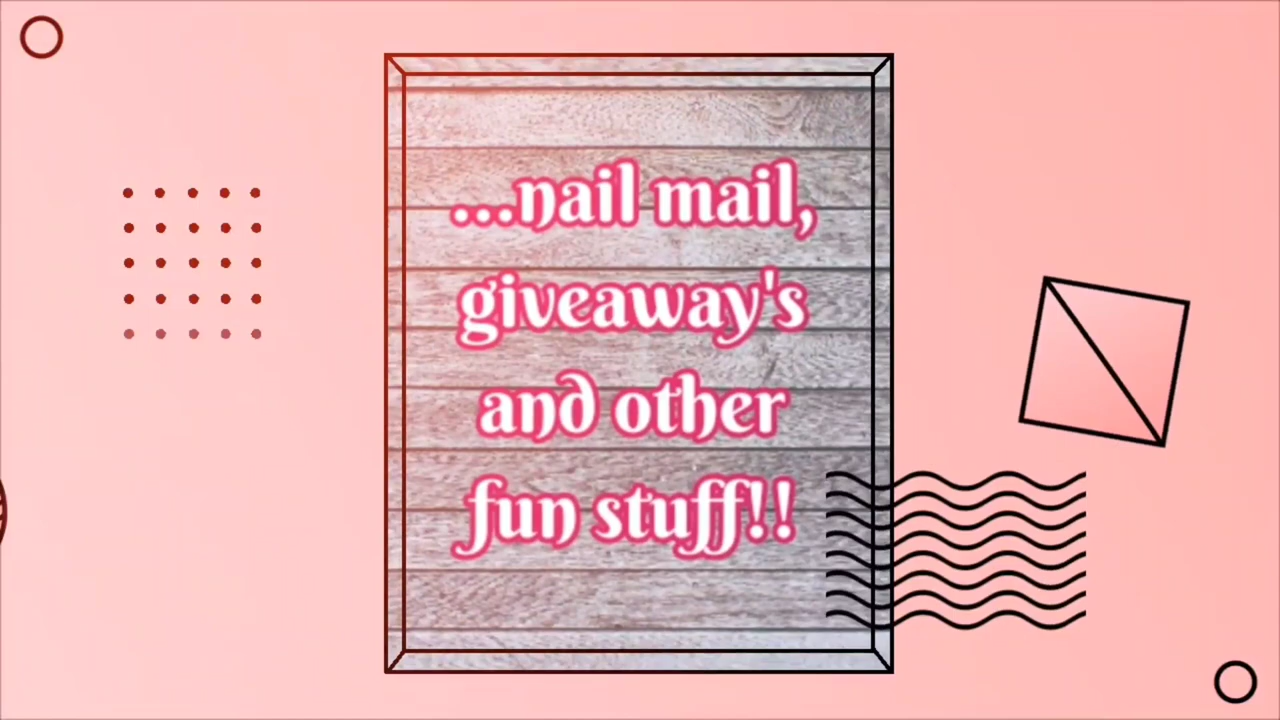 ...nail mail,
giveaway's
and other
fun stuff!!